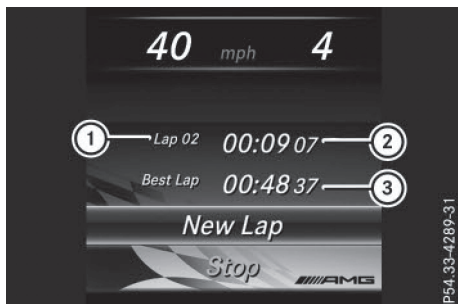 40 mph 4
1 Lap 02 00:09 07 2
Best Lap 00:48 37 3
New Lap
Stop AMG
P54.33-4289-31